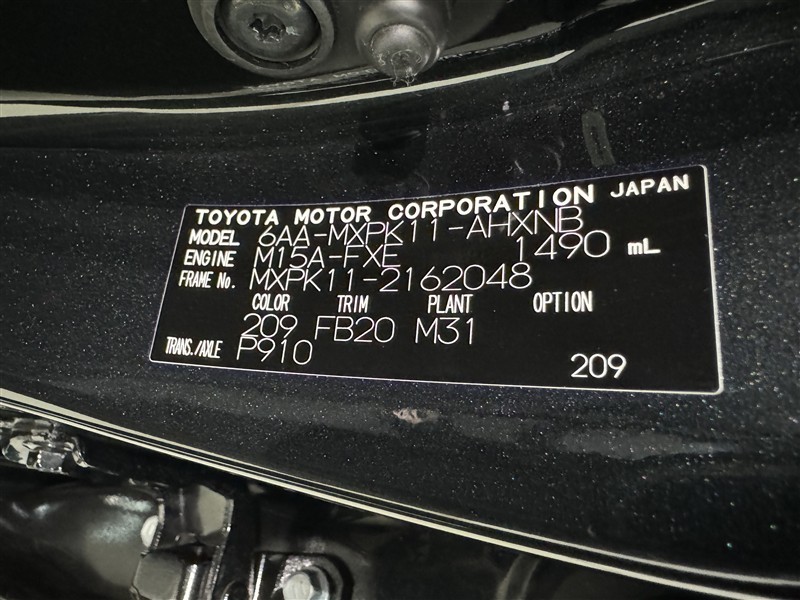 TOYOTA MOTOR CORPORATION JAPAN
MODEL 6AA-MXPK11-AHXNB
ENGINE M15A-FXE 1490 mL
FRAME No. MXPK11-2162048
COLOR TRIM PLANT OPTION
209 FB20 M31
TRANS./AXLE P910
209